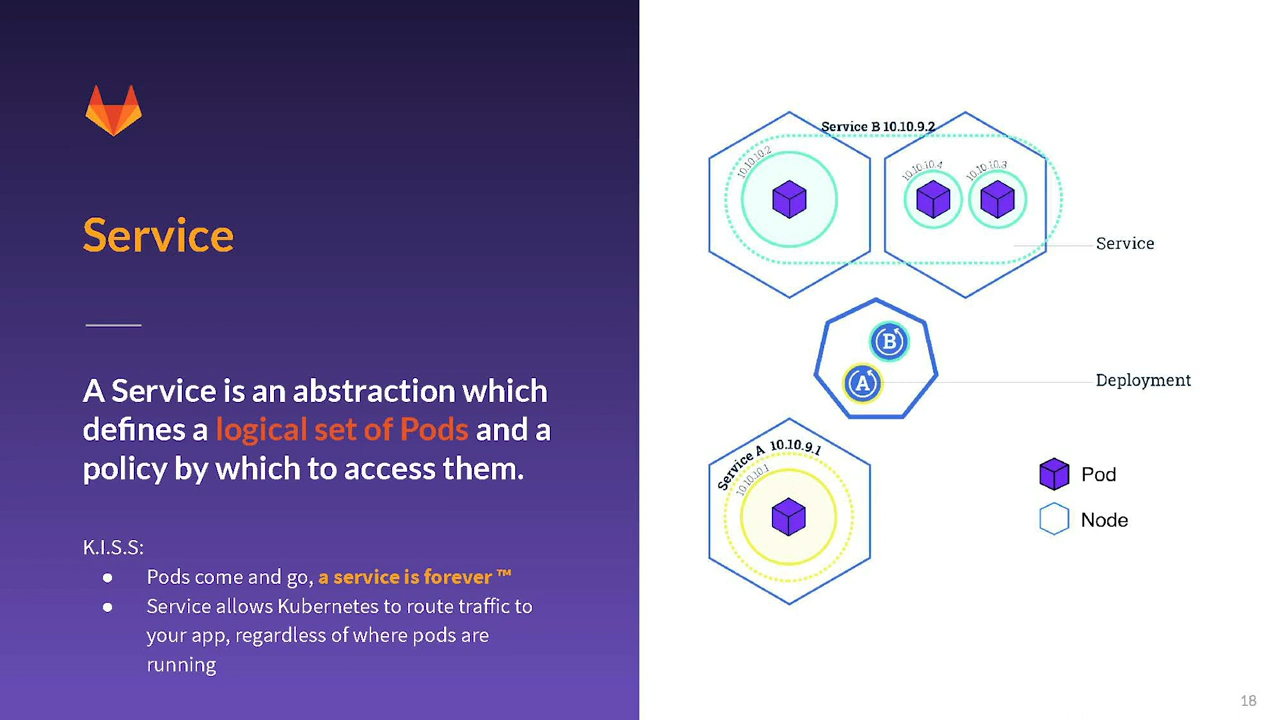 Service
A Service is an abstraction which
defines a logical set of Pods and a
policy by which to access them.
K.I.S.S:
● Pods come and go, a service is forever ™
● Service allows Kubernetes to route traffic to
your app, regardless of where pods are
running
Service B 10.10.9.2
10.10.10.2
10.10.10.4
10.10.10.3
Service
B
A
Deployment
Service A 10.10.9.1
10.10.10.1
Pod
Node
18